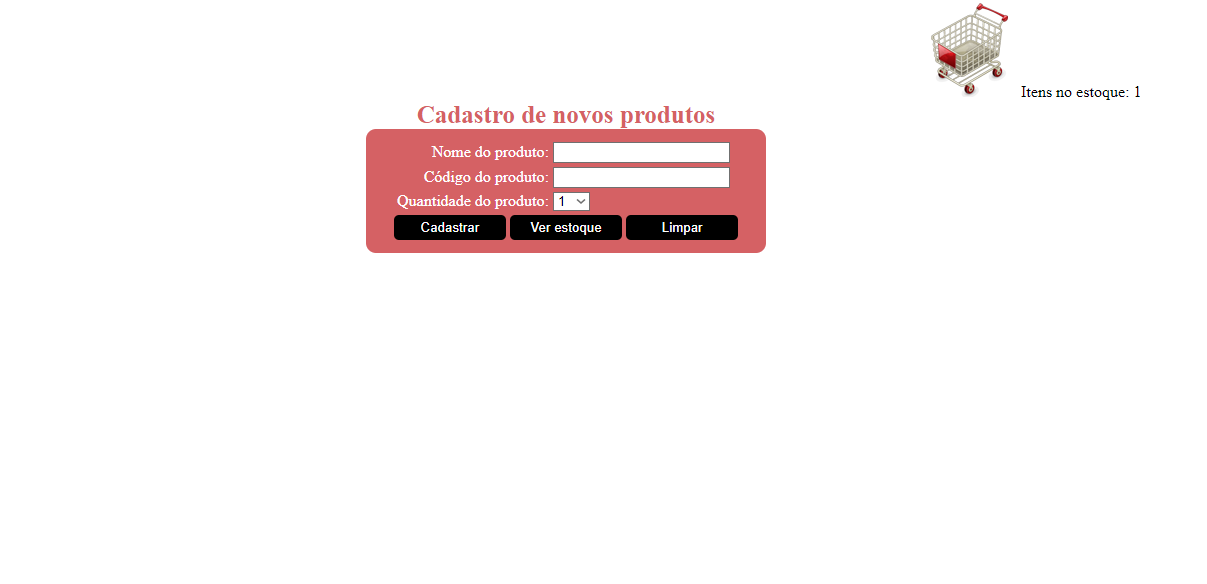 Itens no estoque: 1
Cadastro de novos produtos
Nome do produto:
Código do produto:
Quantidade do produto: 1
Cadastrar Ver estoque Limpar